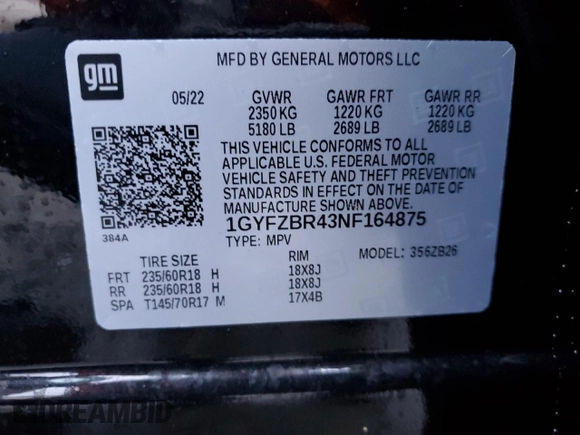 gm
MFD BY GENERAL MOTORS LLC
05/22 GVWR GAWR FRT GAWR RR
2350 KG 1220 KG 1220 KG
5180 LB 2689 LB 2689 LB
THIS VEHICLE CONFORMS TO ALL
APPLICABLE U.S. FEDERAL MOTOR
VEHICLE SAFETY AND THEFT PREVENTION
STANDARDS IN EFFECT ON THE DATE OF
MANUFACTURE SHOWN ABOVE.
384A
1GYFZBR43NF164875
TYPE: MPV MODEL: 356ZB26
TIRE SIZE RIM
FRT 235/60R18 H 18X8J
RR 235/60R18 H 18X8J
SPA T145/70R17 M 17X4B
DREAMBID